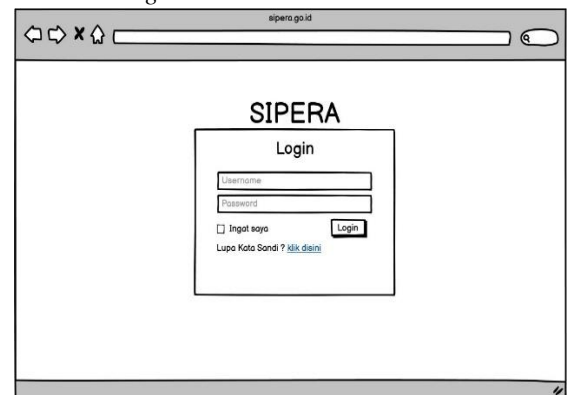 sipera.go.id
SIPERA
Login
Username
Password
Ingat saya
Login
Lupa Kata Sandi ? klik disini